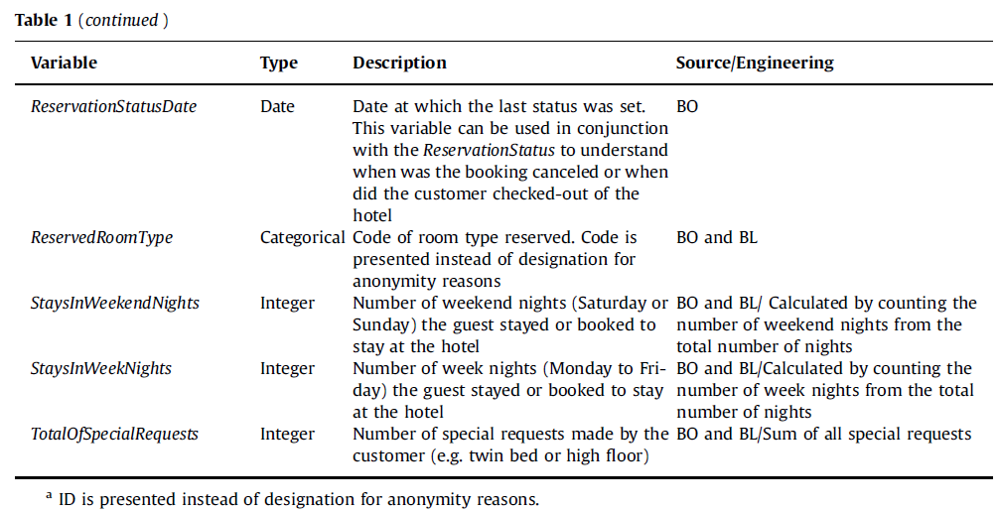 Table 1 (continued )
Variable Type Description Source/Engineering
ReservationStatusDate Date Date at which the last status was set. BO
This variable can be used in conjunction
with the ReservationStatus to understand
when was the booking canceled or when
did the customer checked-out of the
hotel
ReservedRoomType Categorical Code of room type reserved. Code is BO and BL
presented instead of designation for
anonymity reasons
StaysInWeekendNights Integer Number of weekend nights (Saturday or BO and BL/ Calculated by counting the
Sunday) the guest stayed or booked to number of weekend nights from the
stay at the hotel total number of nights
StaysInWeekNights Integer Number of week nights (Monday to Fri- BO and BL/Calculated by counting the
day) the guest stayed or booked to stay number of week nights from the total
at the hotel number of nights
TotalOfSpecialRequests Integer Number of special requests made by the BO and BL/Sum of all special requests
customer (e.g. twin bed or high floor)
a ID is presented instead of designation for anonymity reasons.